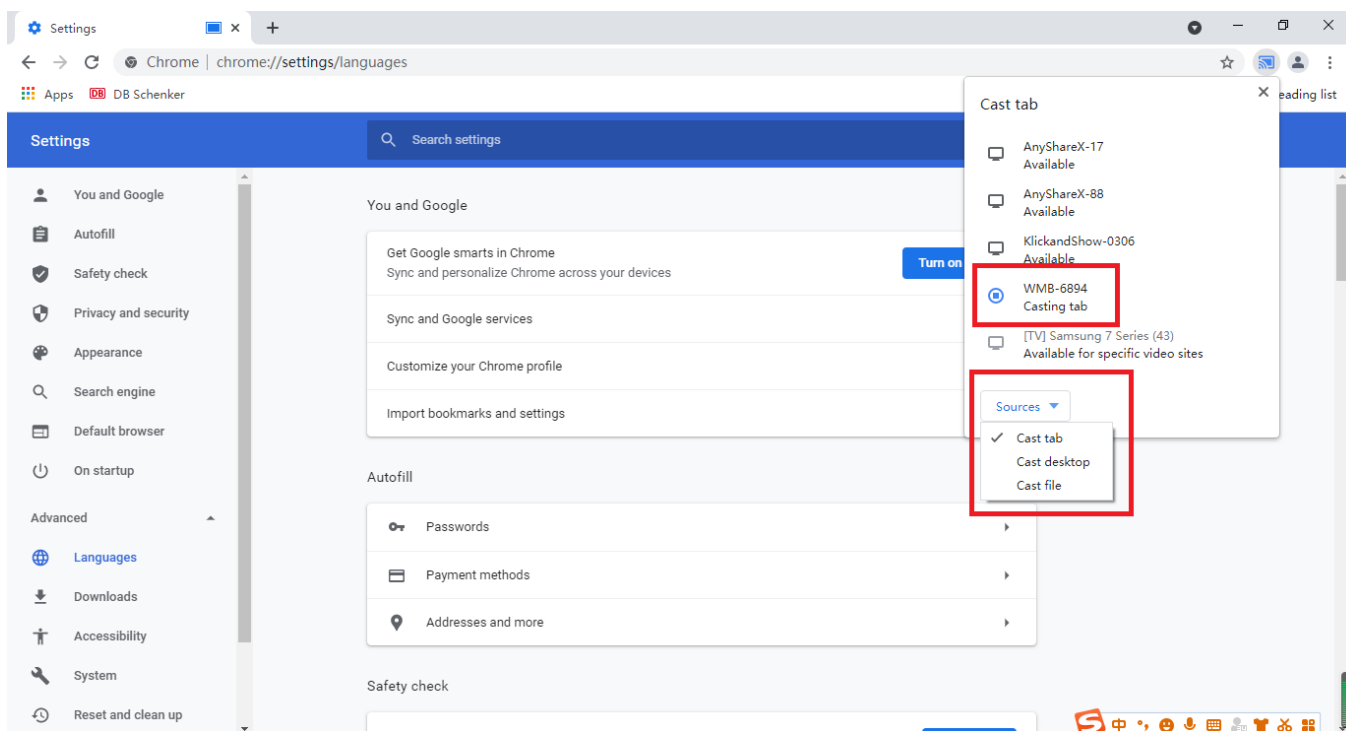 Settings
Chrome | chrome://settings/languages
Apps
DB
DB Schenker
eading list
Settings
Search settings
You and Google
Autofill
Safety check
Privacy and security
Appearance
Search engine
Default browser
On startup
Advanced
Languages
Downloads
Accessibility
System
Reset and clean up
You and Google
Get Google smarts in Chrome
Sync and personalize Chrome across your devices
Turn on
Sync and Google services
Customize your Chrome profile
Import bookmarks and settings
Autofill
Passwords
Payment methods
Addresses and more
Safety check
Cast tab
AnyShareX-17
Available
AnyShareX-88
Available
KlickandShow-0306
Available
WMB-6894
Casting tab
[TV] Samsung 7 Series (43)
Available for specific video sites
Sources
Cast tab
Cast desktop
Cast file
中